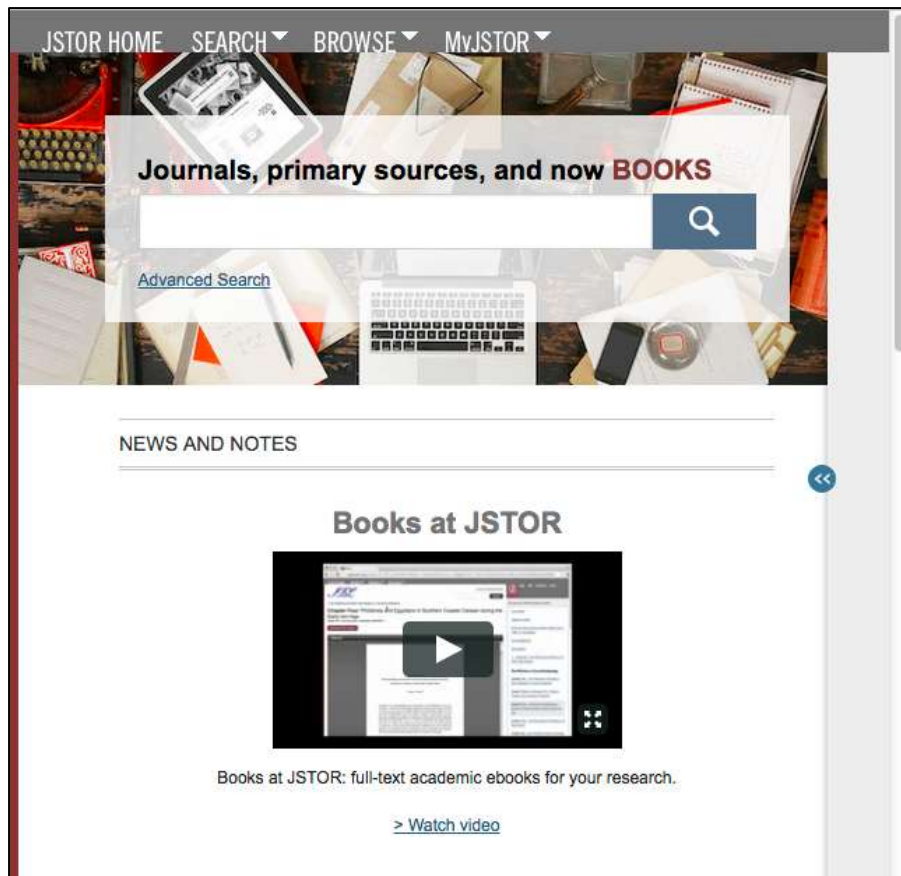 JSTOR HOME SEARCH BROWSE MyJSTOR
Journals, primary sources, and now BOOKS
Advanced Search
NEWS AND NOTES
<<
Books at JSTOR
Books at JSTOR: full-text academic ebooks for your research.
> Watch video